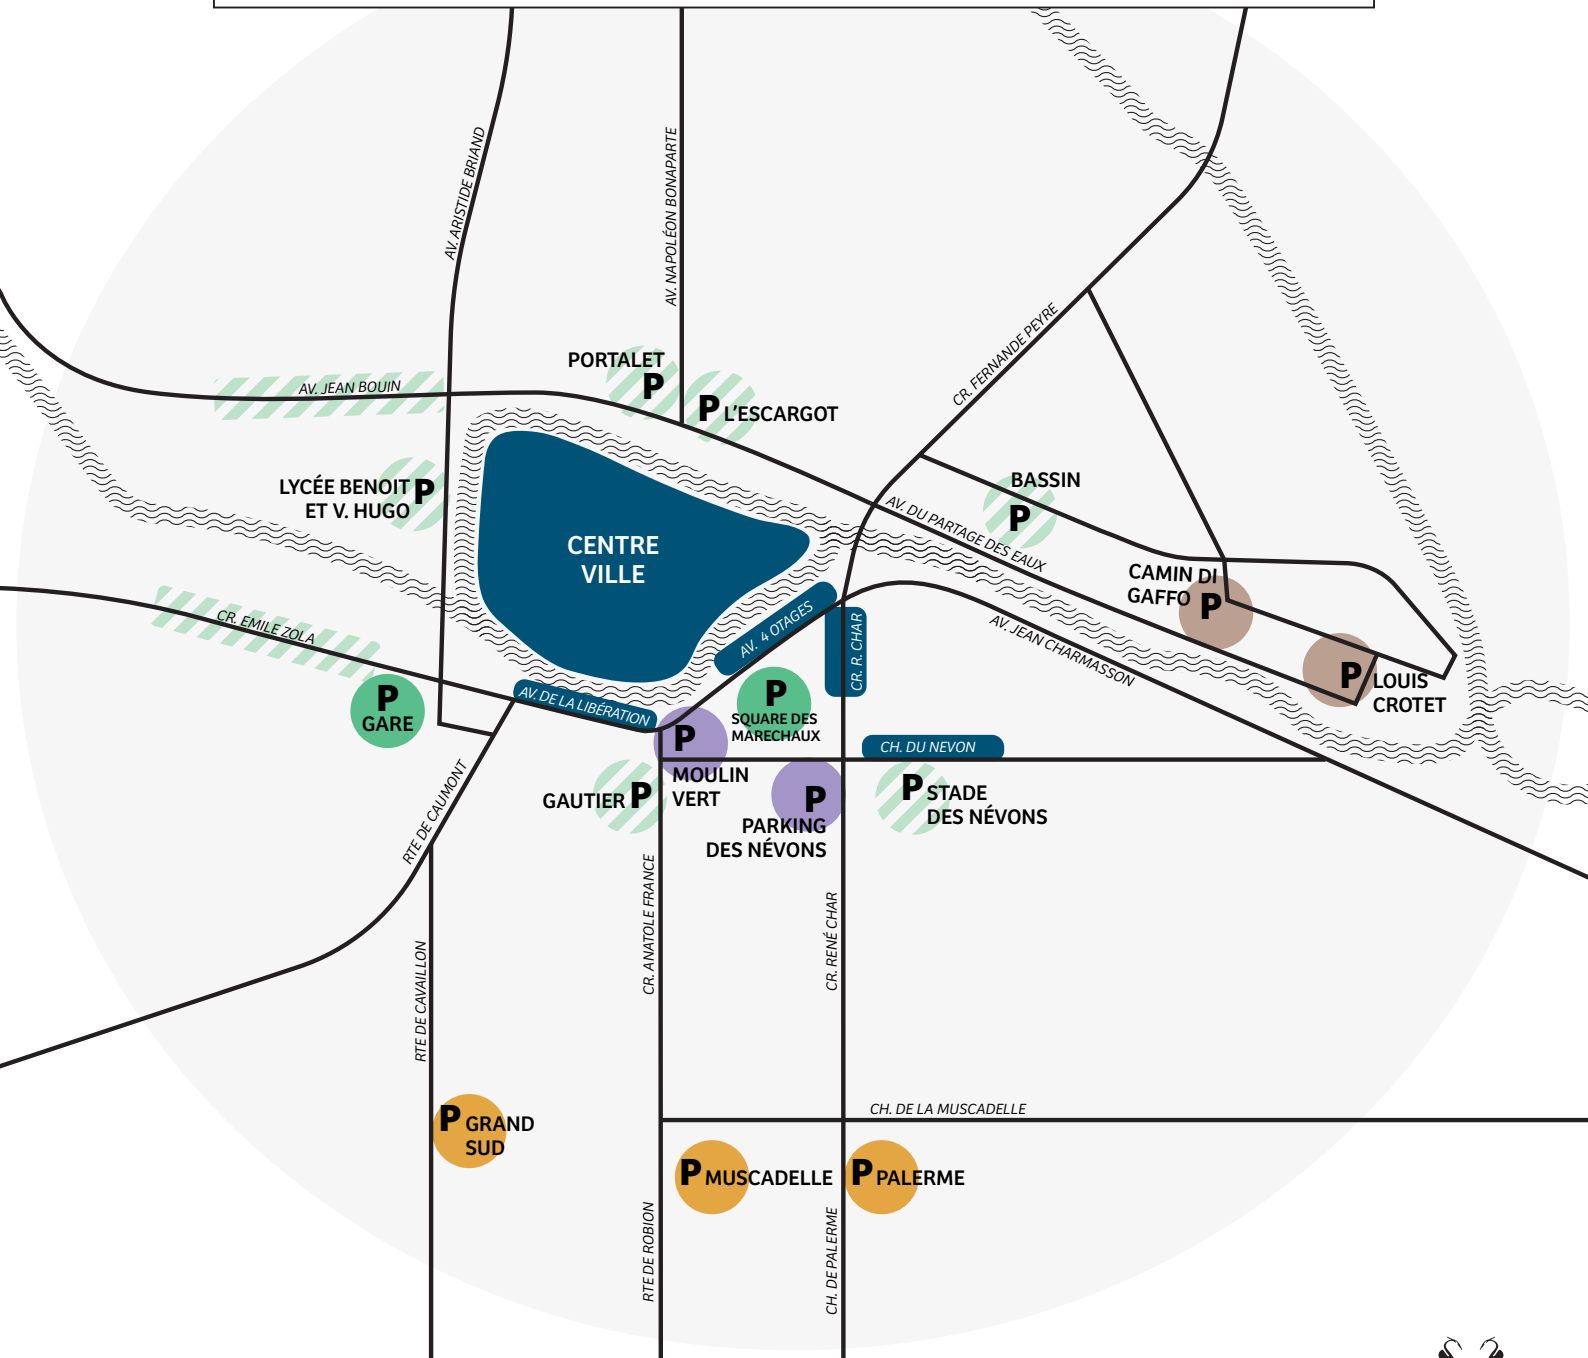 AV. ARISTIDE BRIAND
AV. NAPOLÉON BONAPARTE
CR. FERNANDE PEYRE
PORTALET
P
AV. JEAN BOUIN
P L'ESCARGOT
LYCÉE BENOIT
ET V. HUGO
P
BASSIN
P
AV. DU PARTAGE DES EAUX
CENTRE
VILLE
CAMIN DI
GAFFO
P
CR. EMILE ZOLA
AV. 4 OTAGES
CR. R. CHAR
AV. JEAN CHARMASSON
P
LOUIS
CROTET
P
GARE
AV. DE LA LIBÉRATION
P
SQUARE DES
MARECHAUX
P
MOULIN
VERT
CH. DU NEVON
GAUTIER P
P
PARKING
DES NÉVONS
P STADE
DES NÉVONS
RTE DE CAUMONT
CR. ANATOLE FRANCE
CR. RENÉ CHAR
RTE DE CAVAILLON
P GRAND
SUD
CH. DE LA MUSCADELLE
P MUSCADELLE
P PALERME
RTE DE ROBION
CH. DE PALERME